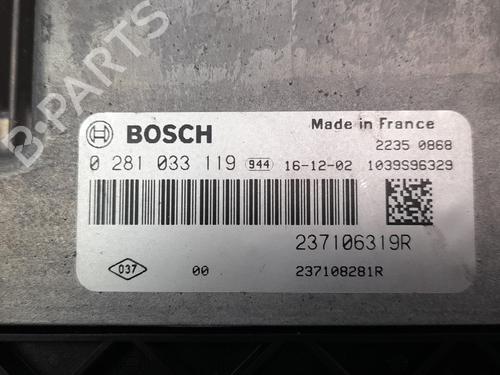 B-PARTS
BOSCH
Made in France
2235 0868
0 281 033 119 944 16-12-02 1039S96329
237106319R
037 00 237108281R